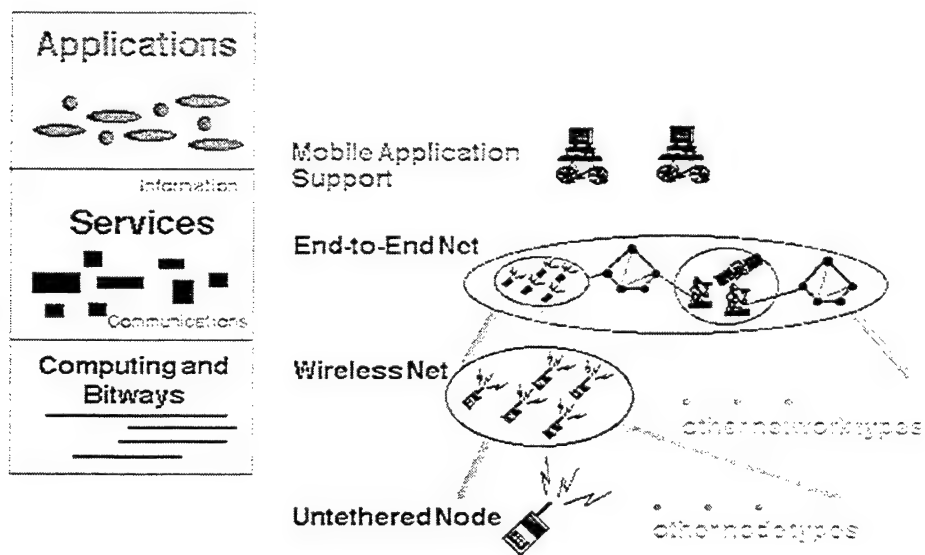 Applications
Information
Services
Communications
Computing and
Bitways
Mobile Application
Support
End-to-End Net
Wireless Net
other network types
Untethered Node
other node types